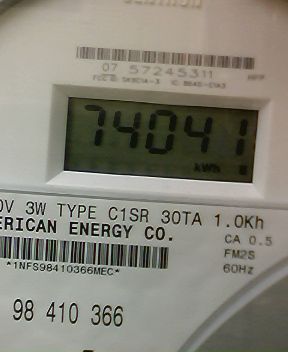 07 57245311
74041
kWh
0V 3W TYPE C1SR 30TA 1.0Kh
ERICAN ENERGY CO.
CA 0.5
FM2S
*1NFS98410366MEC*
60Hz
98 410 366